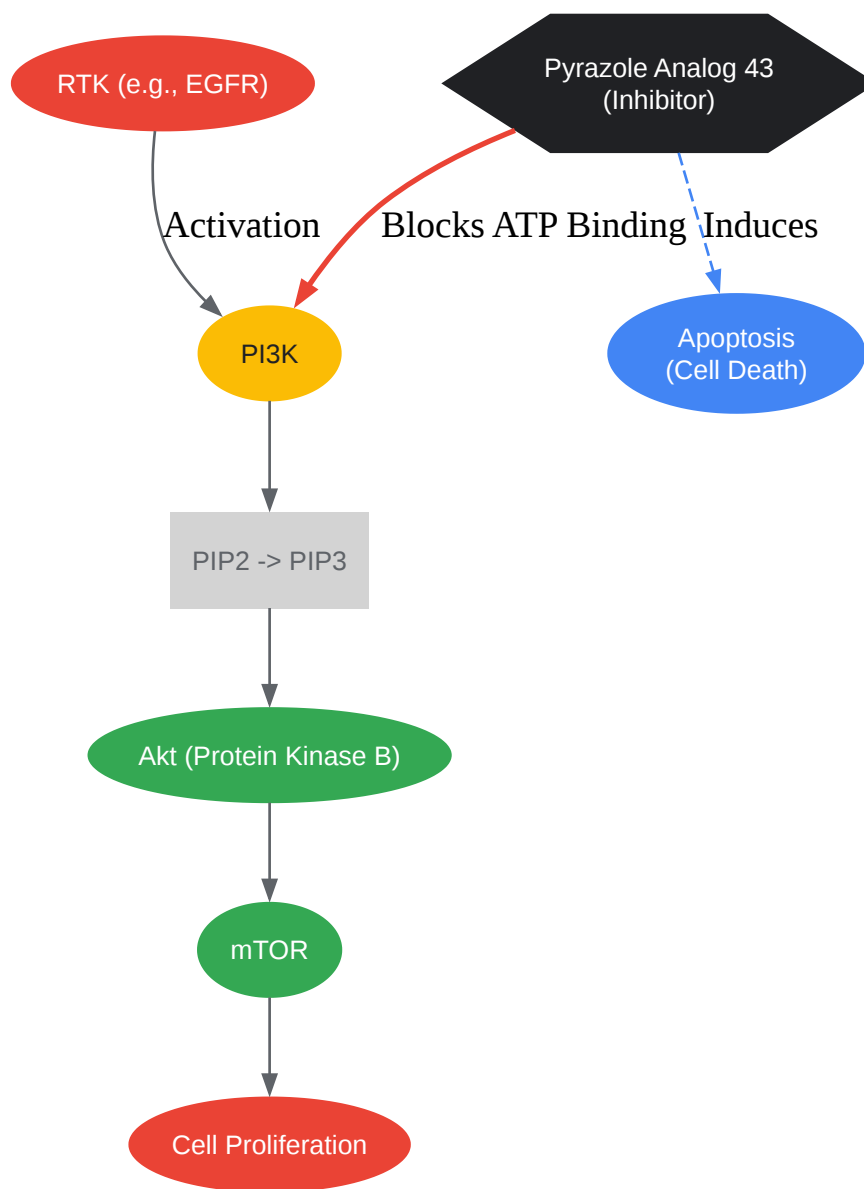 RTK (e.g., EGFR)
Pyrazole Analog 43
(Inhibitor)
Activation
Blocks ATP Binding
Induces
PI3K
Apoptosis
(Cell Death)
PIP2 -> PIP3
Akt (Protein Kinase B)
mTOR
Cell Proliferation